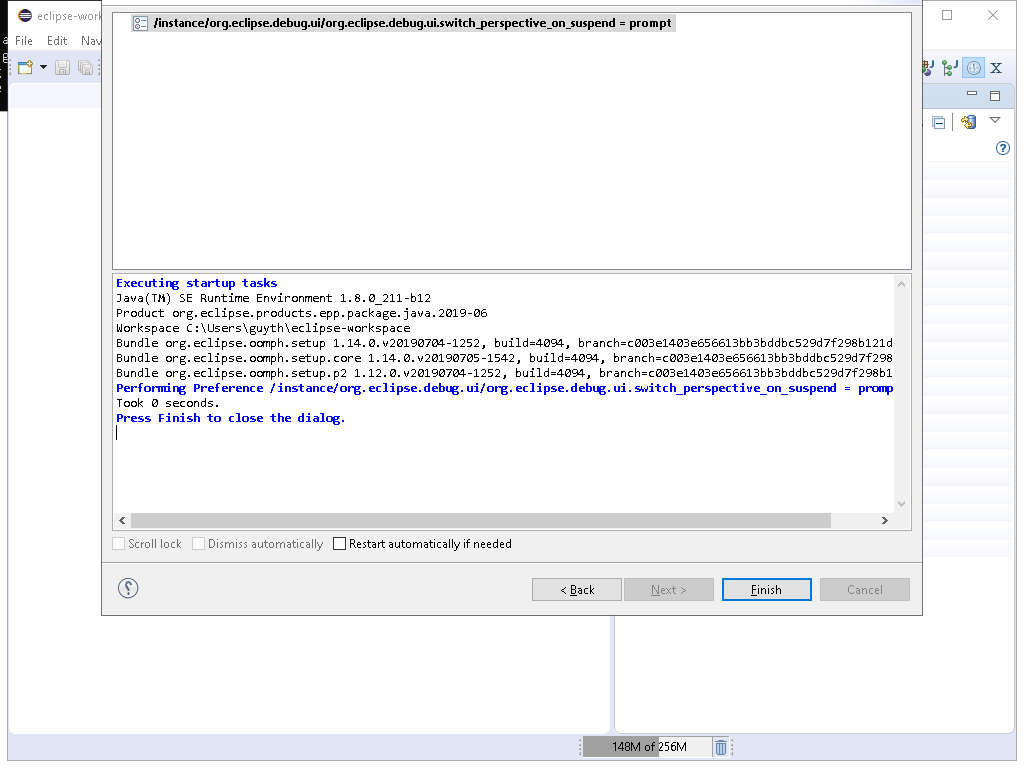 eclipse-work
/instance/org.eclipse.debug.ui/org.eclipse.debug.ui.switch_perspective_on_suspend = prompt
File Edit Nav
Executing startup tasks
Java(TM) SE Runtime Environment 1.8.0_211-b12
Product org.eclipse.products.epp.package.java.2019-06
Workspace C:\Users\guyth\eclipse-workspace
Bundle org.eclipse.oomph.setup 1.14.0.v20190704-1252, build=4094, branch=c003e1403e656613bb3bddbc529d7f298b121d
Bundle org.eclipse.oomph.setup.core 1.14.0.v20190705-1542, build=4094, branch=c003e1403e656613bb3bddbc529d7f298
Bundle org.eclipse.oomph.setup.p2 1.12.0.v20190704-1252, build=4094, branch=c003e1403e656613bb3bddbc529d7f298b1
Performing Preference /instance/org.eclipse.debug.ui/org.eclipse.debug.ui.switch_perspective_on_suspend = promp
Took 0 seconds.
Press Finish to close the dialog.
Scroll lock Dismiss automatically Restart automatically if needed
< Back Next > Finish Cancel
148M of 256M